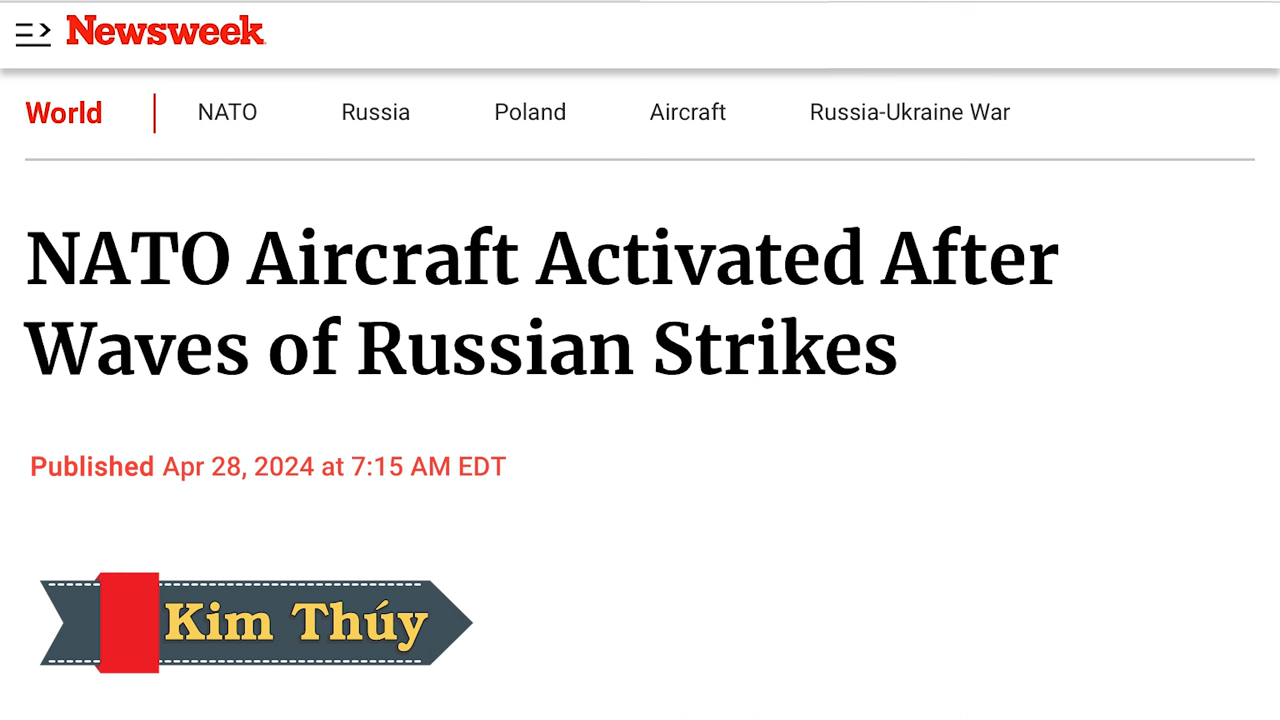 Newsweek
World NATO Russia Poland Aircraft Russia-Ukraine War
NATO Aircraft Activated After
Waves of Russian Strikes
Published Apr 28, 2024 at 7:15 AM EDT
Kim Thúy